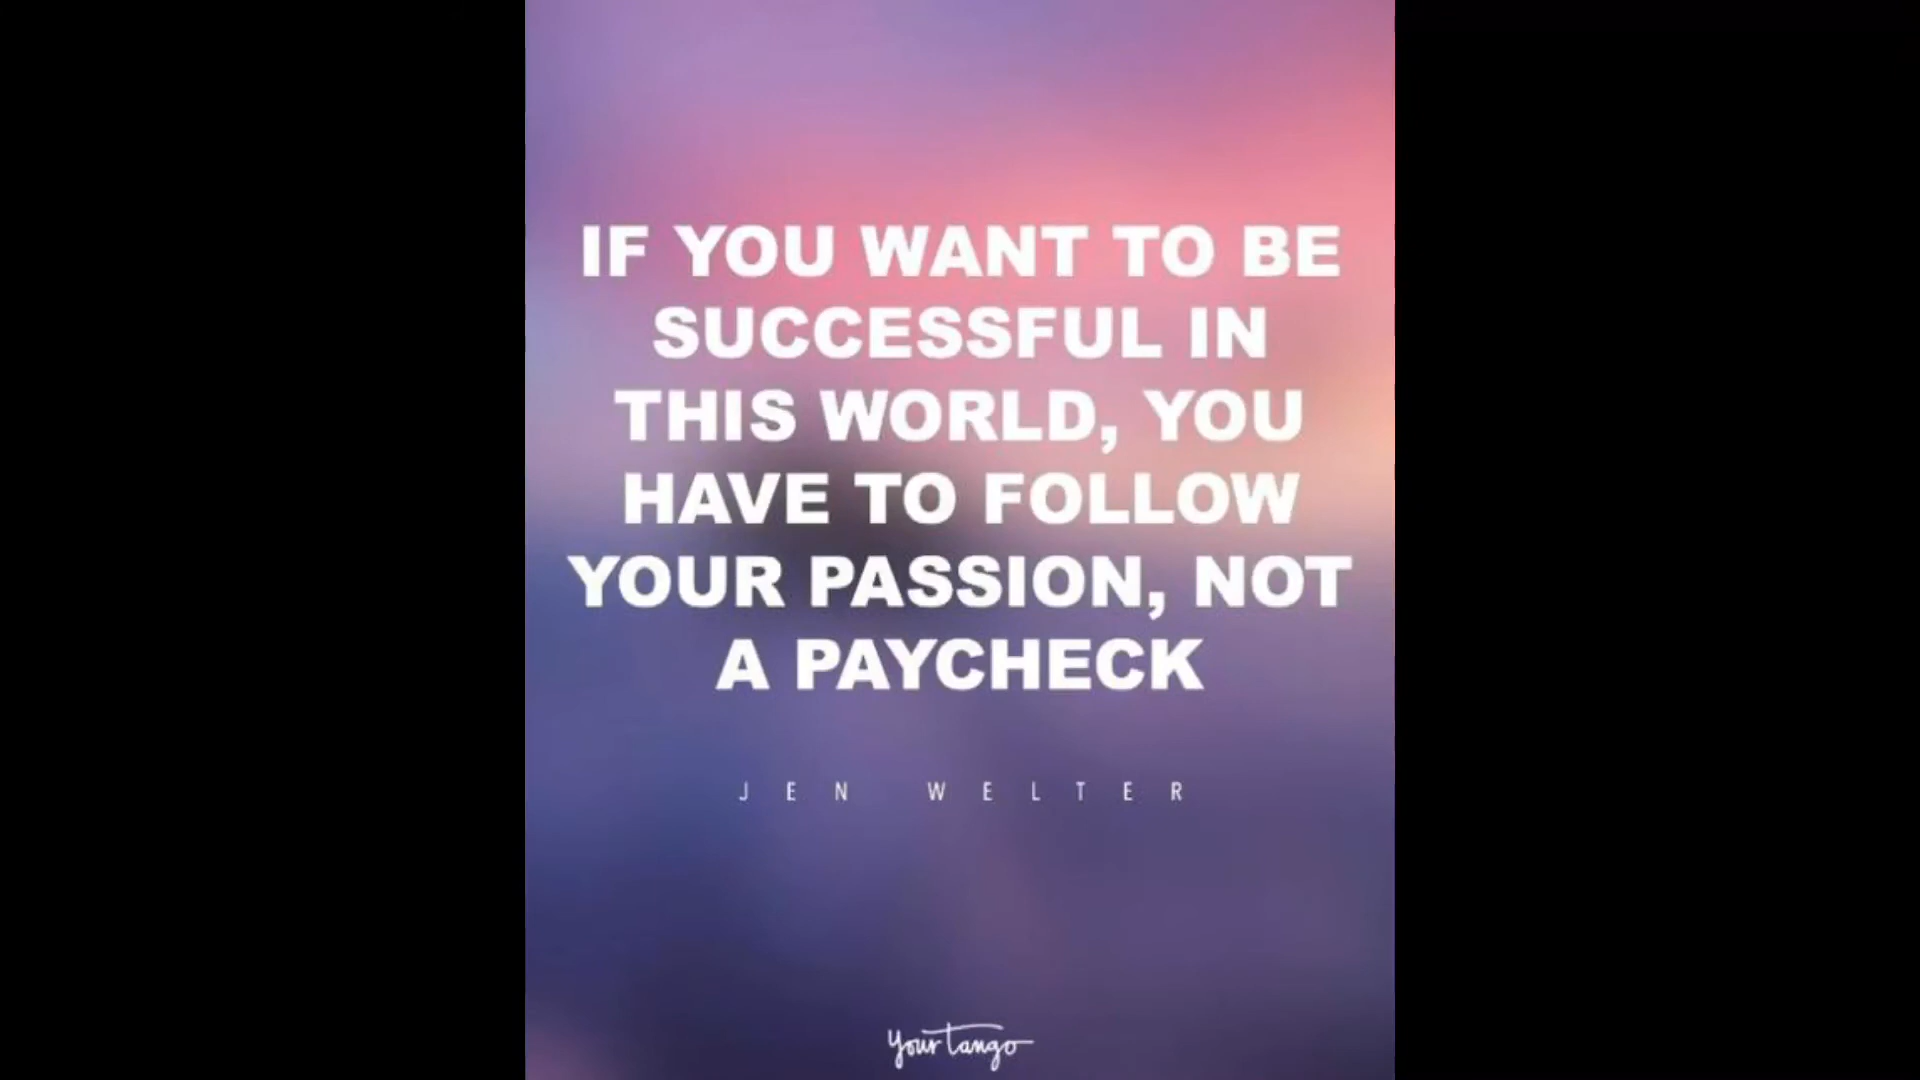 IF YOU WANT TO BE
SUCCESSFUL IN
THIS WORLD, YOU
HAVE TO FOLLOW
YOUR PASSION, NOT
A PAYCHECK
JEN WELTER
yourtango